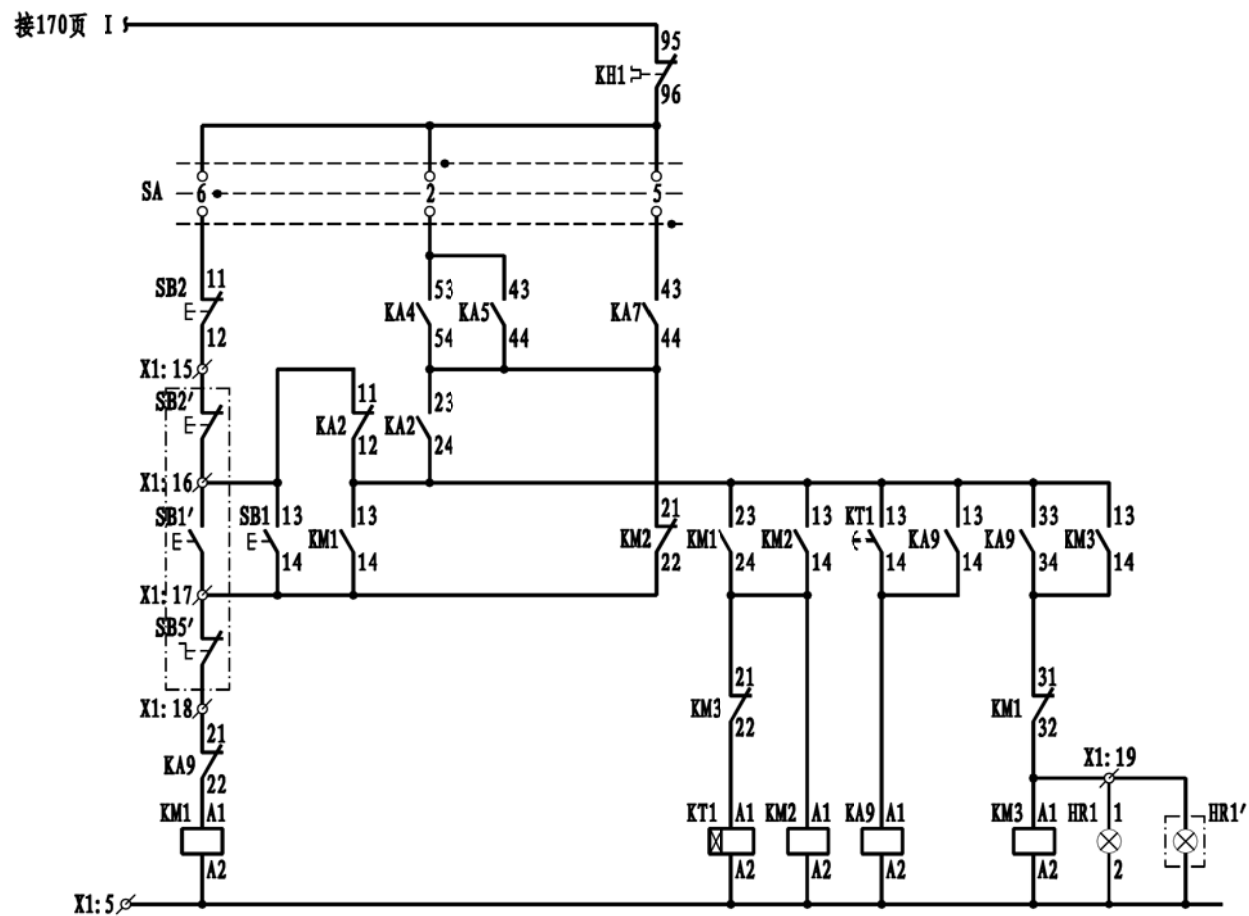 接170页 I
95
KH1
96
SA 6 2 5
11
SB2
12
53 43 43
KA4 KA5 KA7
54 44 44
X1:15
SB2′
11 23
KA2 KA2
12 24
X1:16
SB1′ SB1 13 13 21 23 13 KT1 13 13 33 13
KM1 KM2 KM1 KM2 KA9 KA9 KM3
14 14 22 24 14 14 14 34 14
X1:17
SB5′
21 31
X1:18 KM3 KM1
22 32
21
KA9
22
X1:19
KM1 A1 KT1 A1 KM2 A1 KA9 A1 KM3 A1 HR1 1 HR1′
A2 A2 A2 A2 A2 2
X1:5